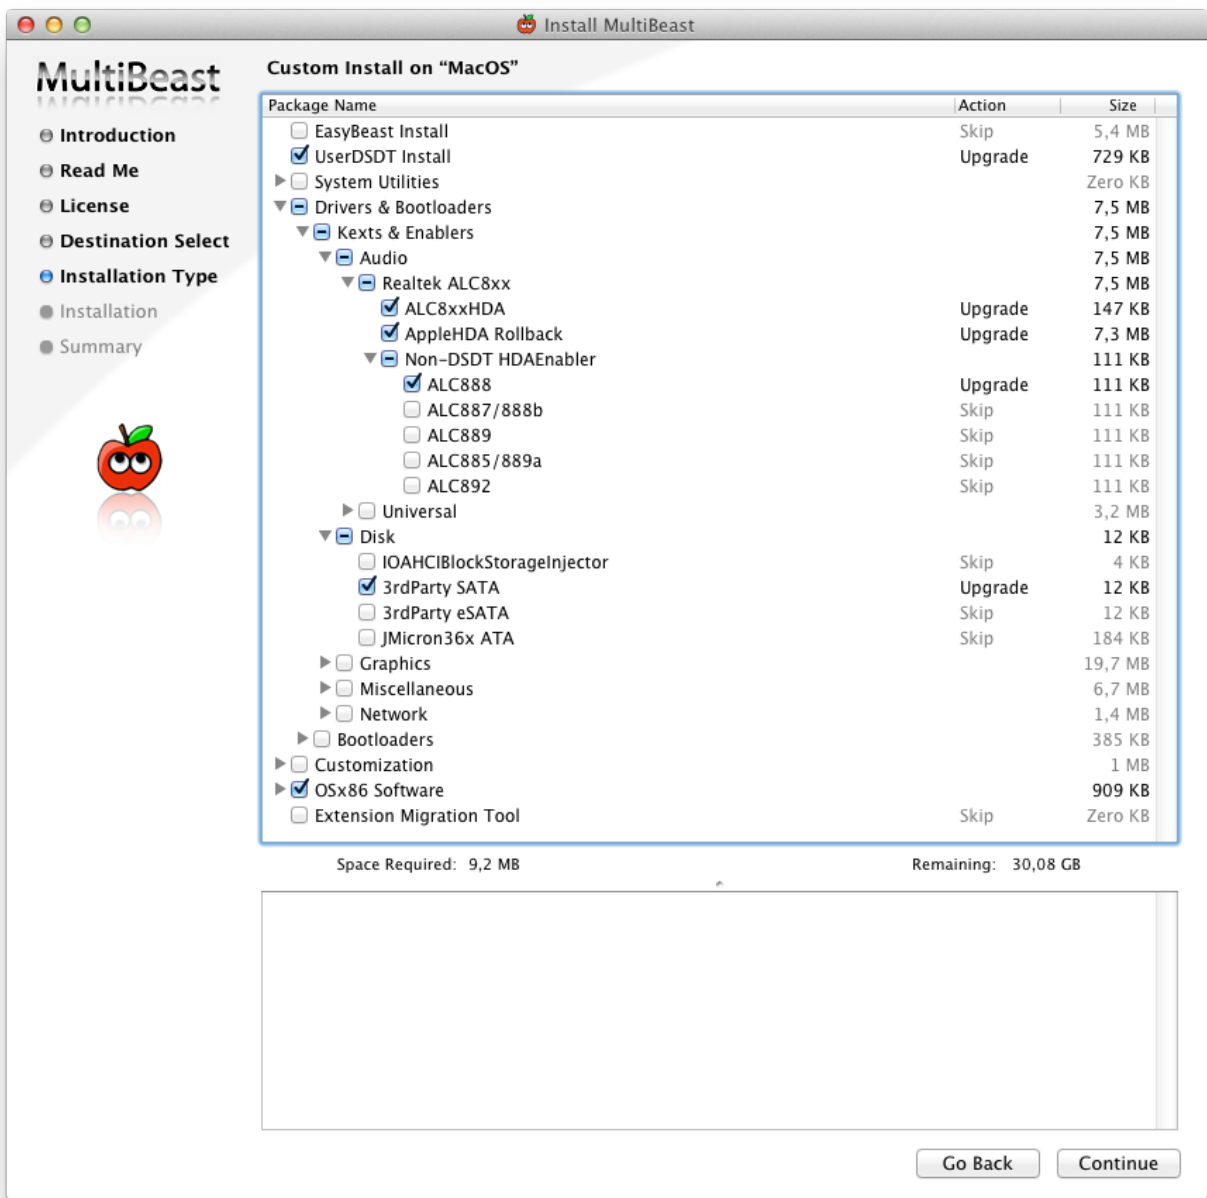 Install MultiBeast
MultiBeast
Custom Install on “MacOS”
Introduction
Read Me
License
Destination Select
Installation Type
Installation
Summary
Package Name Action Size
EasyBeast Install Skip 5,4 MB
UserDSDT Install Upgrade 729 KB
System Utilities Zero KB
Drivers & Bootloaders 7,5 MB
Kexts & Enablers 7,5 MB
Audio 7,5 MB
Realtek ALC8xx 7,5 MB
ALC8xxHDA Upgrade 147 KB
AppleHDA Rollback Upgrade 7,3 MB
Non-DSDT HDAEnabler 111 KB
ALC888 Upgrade 111 KB
ALC887/888b Skip 111 KB
ALC889 Skip 111 KB
ALC885/889a Skip 111 KB
ALC892 Skip 111 KB
Universal 3,2 MB
Disk 12 KB
IOAHCIBlockStorageInjector Skip 4 KB
3rdParty SATA Upgrade 12 KB
3rdParty eSATA Skip 12 KB
JMicron36x ATA Skip 184 KB
Graphics 19,7 MB
Miscellaneous 6,7 MB
Network 1,4 MB
Bootloaders 385 KB
Customization 1 MB
OSx86 Software 909 KB
Extension Migration Tool Skip Zero KB
Space Required: 9,2 MB Remaining: 30,08 GB
Go Back Continue